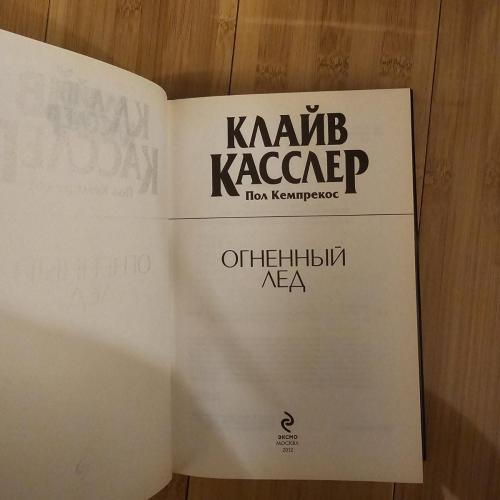 КЛАЙВ
КАССЛЕР
Пол Кемпрекос
ОГНЕННЫЙ
ЛЕД
ЭКСМО
МОСКВА
2012